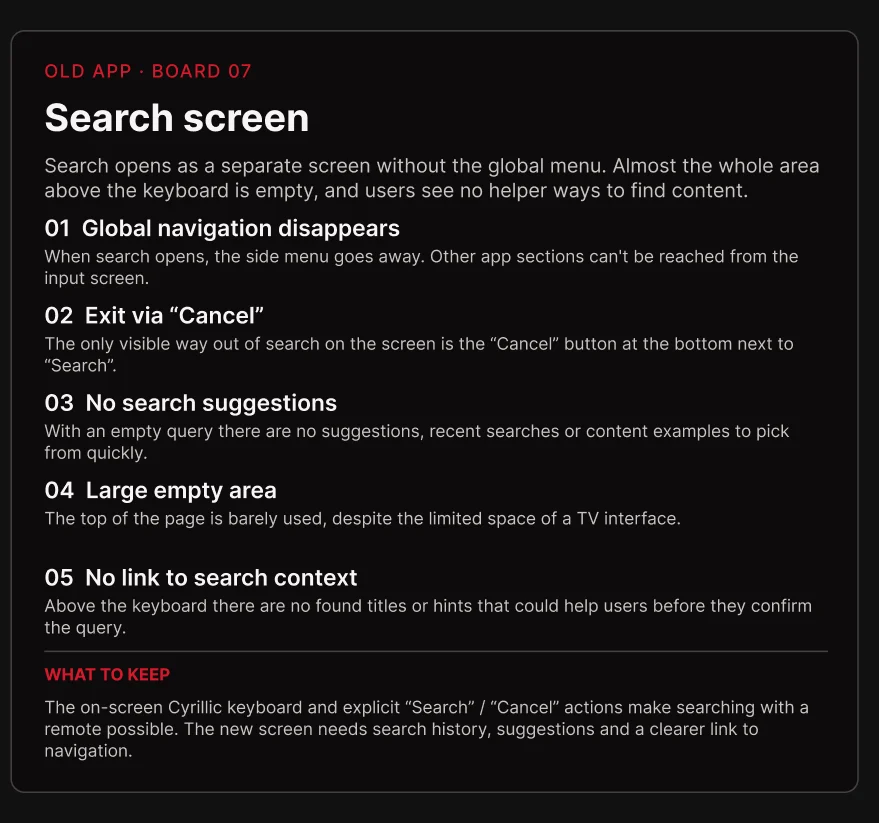 OLD APP · BOARD 07
Search screen
Search opens as a separate screen without the global menu. Almost the whole area
above the keyboard is empty, and users see no helper ways to find content.
01 Global navigation disappears
When search opens, the side menu goes away. Other app sections can't be reached from the
input screen.
02 Exit via “Cancel”
The only visible way out of search on the screen is the “Cancel” button at the bottom next to
“Search”.
03 No search suggestions
With an empty query there are no suggestions, recent searches or content examples to pick
from quickly.
04 Large empty area
The top of the page is barely used, despite the limited space of a TV interface.
05 No link to search context
Above the keyboard there are no found titles or hints that could help users before they confirm
the query.
WHAT TO KEEP
The on-screen Cyrillic keyboard and explicit “Search” / “Cancel” actions make searching with a
remote possible. The new screen needs search history, suggestions and a clearer link to
navigation.